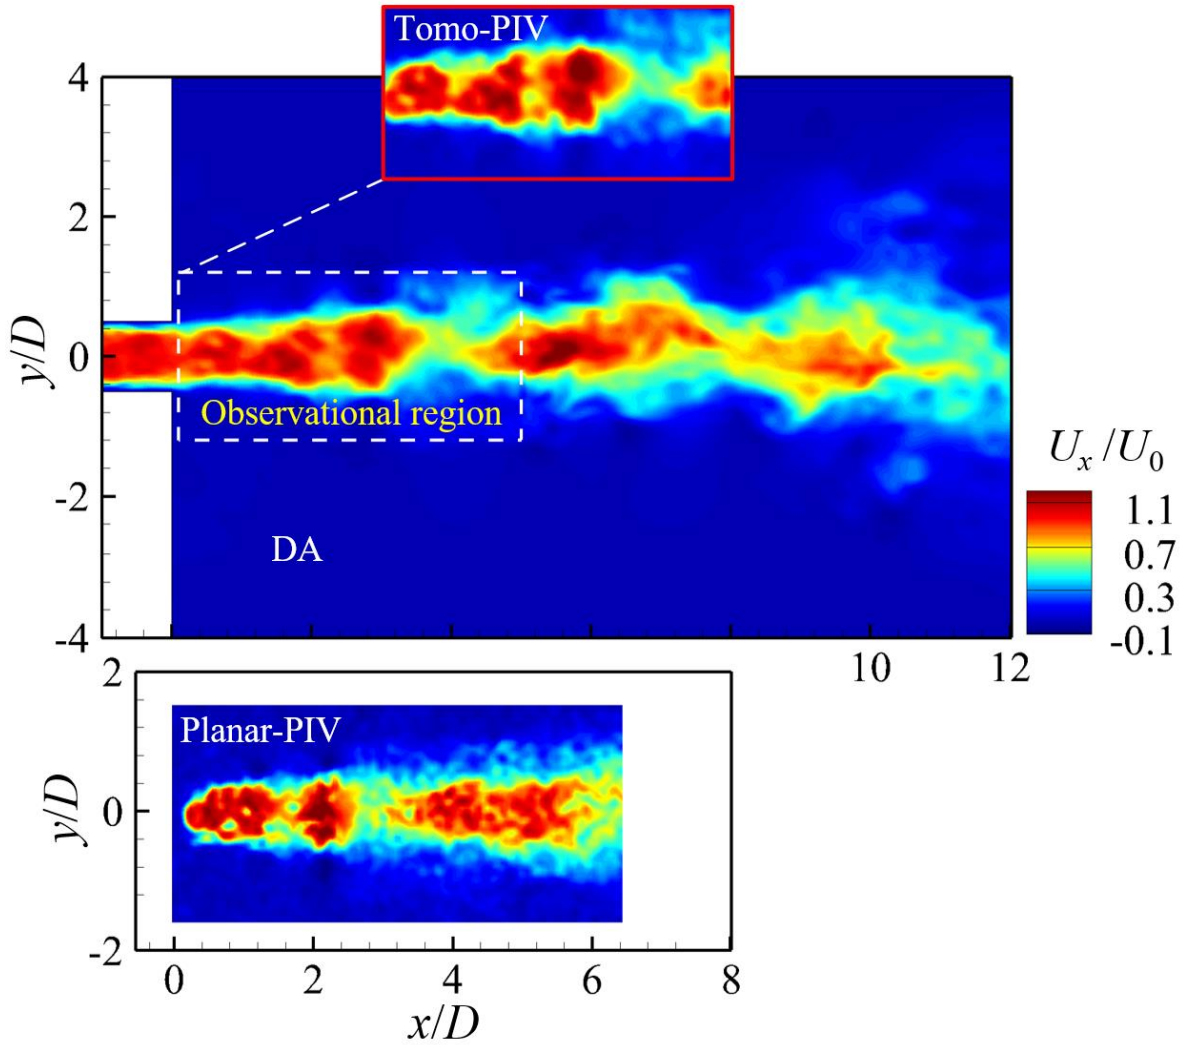 Tomo-PIV
4
2
y/D
0
Observational region
-2
DA
-4
U_x/U_0
1.1
0.7
0.3
-0.1
10
12
2
Planar-PIV
y/D
0
-2
0
2
4
6
8
x/D